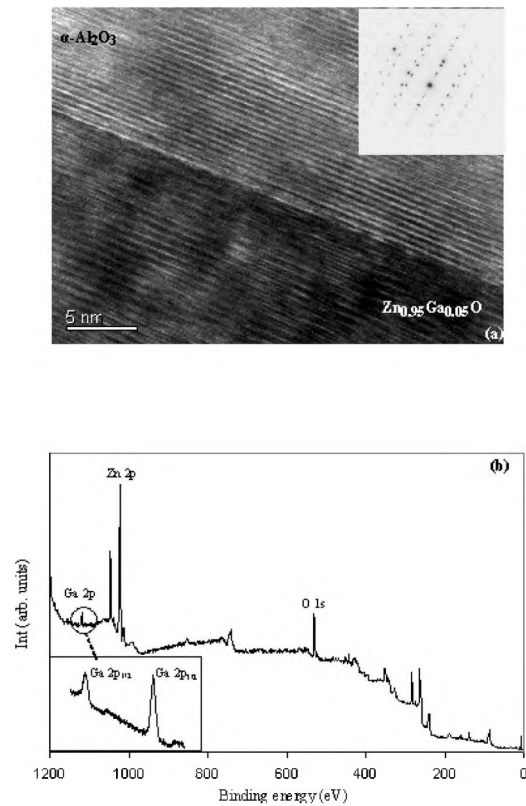 α-Al₂O₃
5 nm
Zn₀.₉₅Ga₀.₀₅O
(a)
(b)
Zn 2p
Ga 2p
O 1s
Ga 2p₁/₂
Ga 2p₃/₂
Int (arb. units)
1200 1000 800 600 400 200 0
Binding energy (eV)